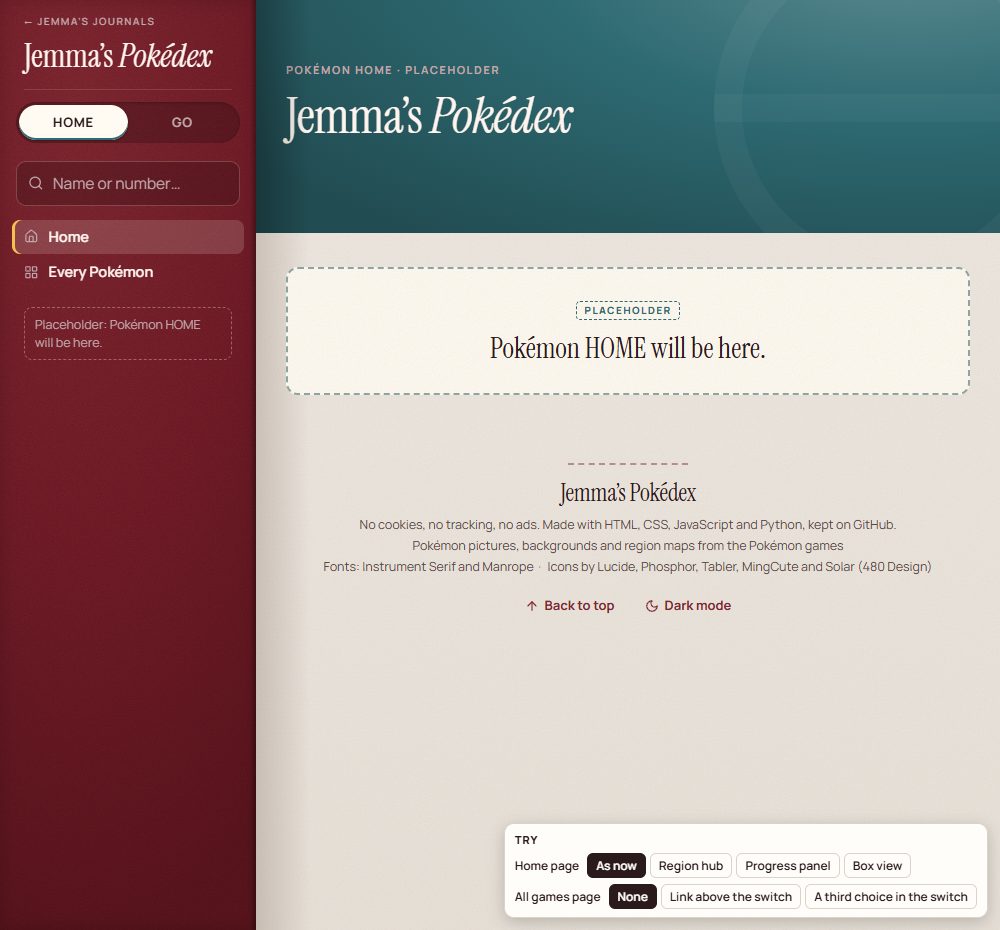 ← JEMMA'S JOURNALS
Jemma's Pokédex
HOME
GO
Name or number...
Home
Every Pokémon
Placeholder: Pokémon HOME
will be here.
POKÉMON HOME · PLACEHOLDER
Jemma's Pokédex
PLACEHOLDER
Pokémon HOME will be here.
Jemma's Pokédex
No cookies, no tracking, no ads. Made with HTML, CSS, JavaScript and Python, kept on GitHub.
Pokémon pictures, backgrounds and region maps from the Pokémon games
Fonts: Instrument Serif and Manrope · Icons by Lucide, Phosphor, Tabler, MingCute and Solar (480 Design)
Back to top
Dark mode
TRY
Home page As now Region hub Progress panel Box view
All games page None Link above the switch A third choice in the switch